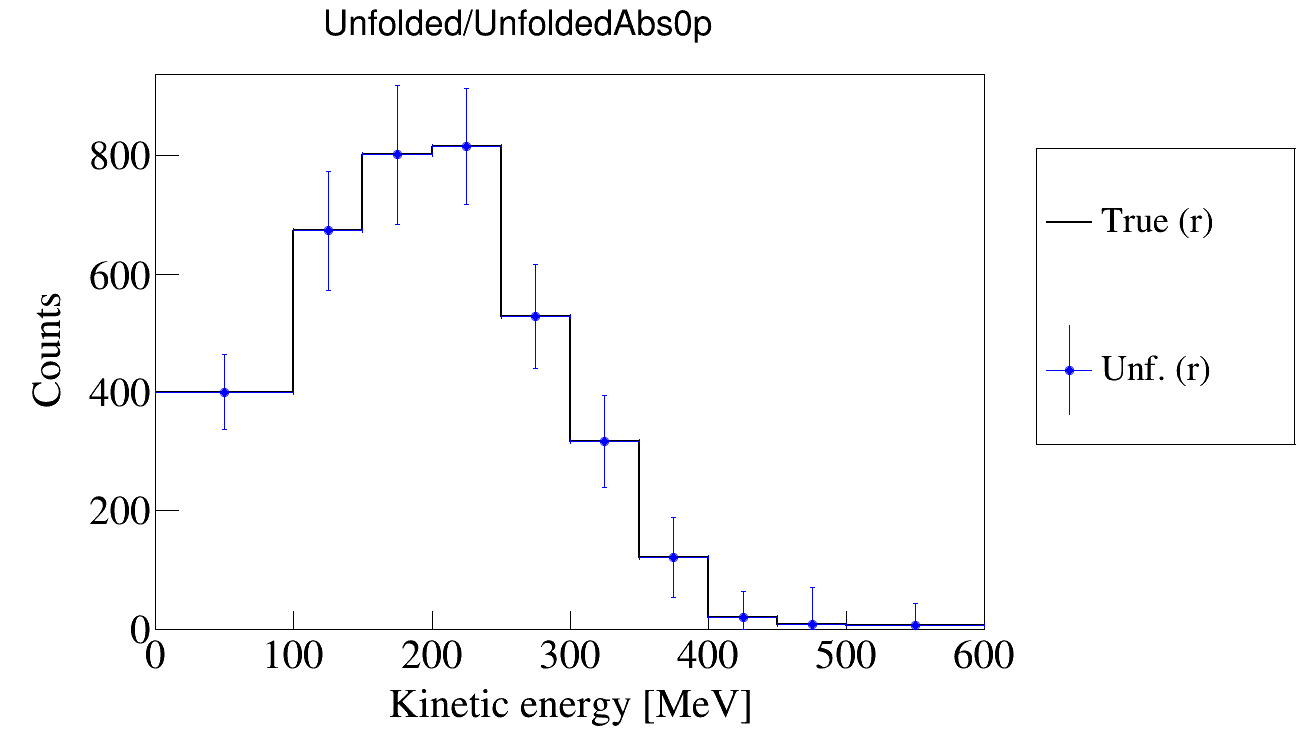 Unfolded/UnfoldedAbs0p
800
600
400
200
0
Counts
0 100 200 300 400 500 600
Kinetic energy [MeV]
True (r)
Unf. (r)